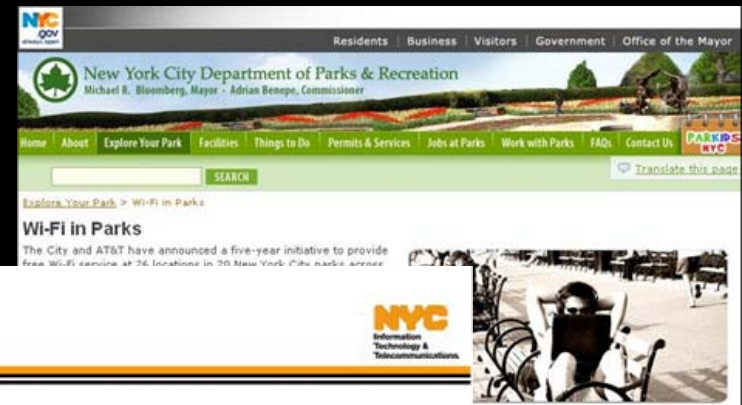 NYC
.gov
always open
Residents | Business | Visitors | Government | Office of the Mayor
New York City Department of Parks & Recreation
Michael R. Bloomberg, Mayor - Adrian Benepe, Commissioner
Home | About | Explore Your Park | Facilities | Things to Do | Permits & Services | Jobs at Parks | Work with Parks | FAQs | Contact Us
PARKIDS
NYC
SEARCH
Translate this page
Explore Your Park > Wi-Fi in Parks
Wi-Fi in Parks
The City and AT&T have announced a five-year initiative to provide
free Wi-Fi service at 26 locations in 20 New York City parks across
NYC
Information
Technology &
Telecommunications